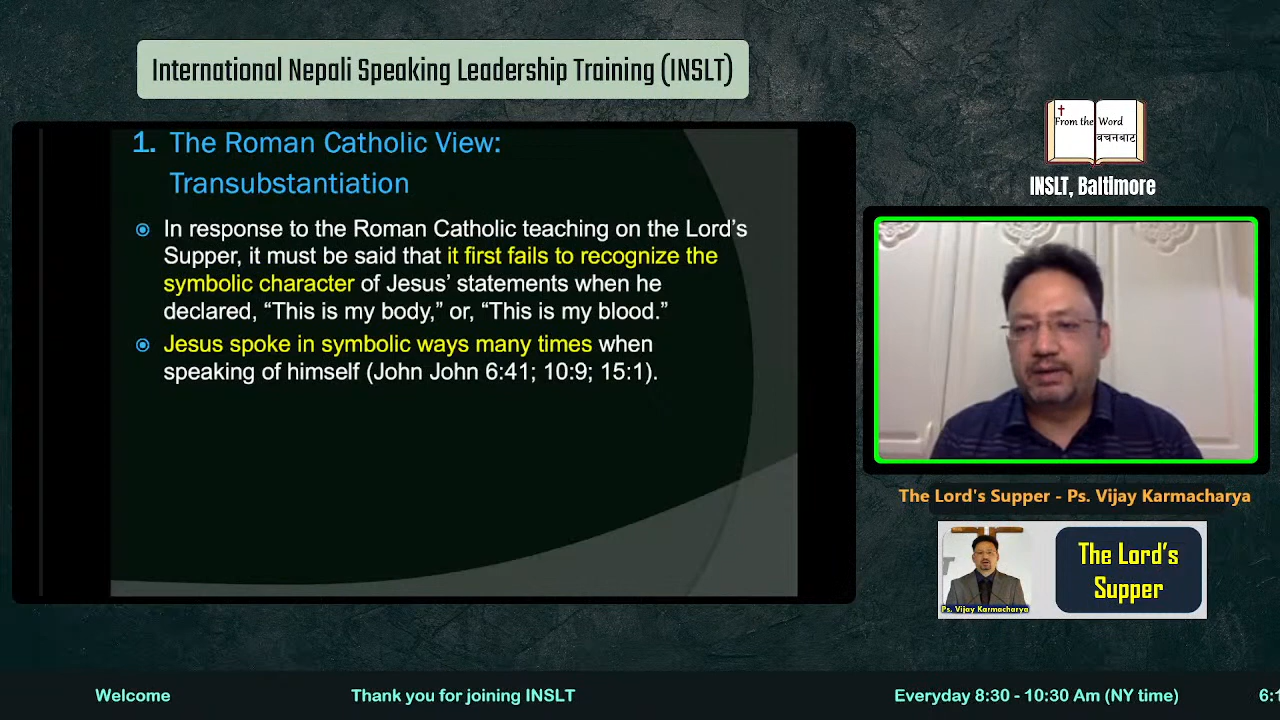 International Nepali Speaking Leadership Training (INSLT)
1. The Roman Catholic View:
Transubstantiation
In response to the Roman Catholic teaching on the Lord’s
Supper, it must be said that it first fails to recognize the
symbolic character of Jesus’ statements when he
declared, “This is my body,” or, “This is my blood.”
Jesus spoke in symbolic ways many times when
speaking of himself (John John 6:41; 10:9; 15:1).
From the Word
वचनबाट
INSLT, Baltimore
The Lord's Supper - Ps. Vijay Karmacharya
Ps. Vijay Karmacharya
The Lord’s
Supper
Welcome Thank you for joining INSLT Everyday 8:30 - 10:30 Am (NY time)